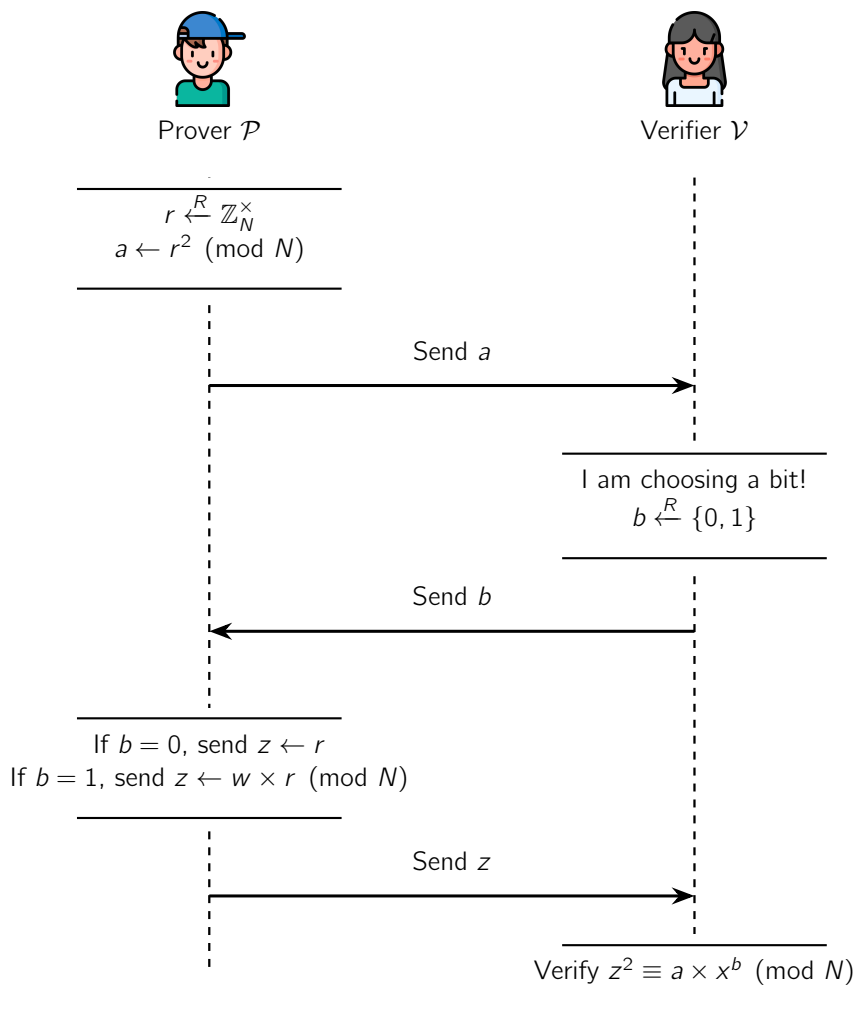 Prover 𝒫
Verifier 𝒱
r ←ᴿ ℤ_N^×
a ← r² (mod N)
Send a
I am choosing a bit!
b ←ᴿ {0, 1}
Send b
If b = 0, send z ← r
If b = 1, send z ← w × r (mod N)
Send z
Verify z² ≡ a × xᵇ (mod N)